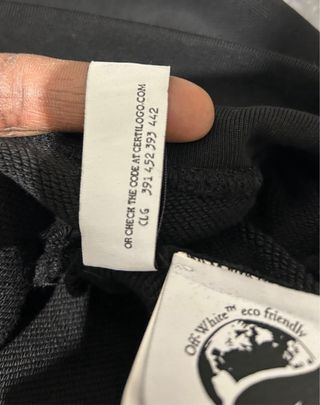 OR CHECK THE CODE AT CERTILOGO.COM
CLG 391 452 393 442
Off-White™ eco friendly